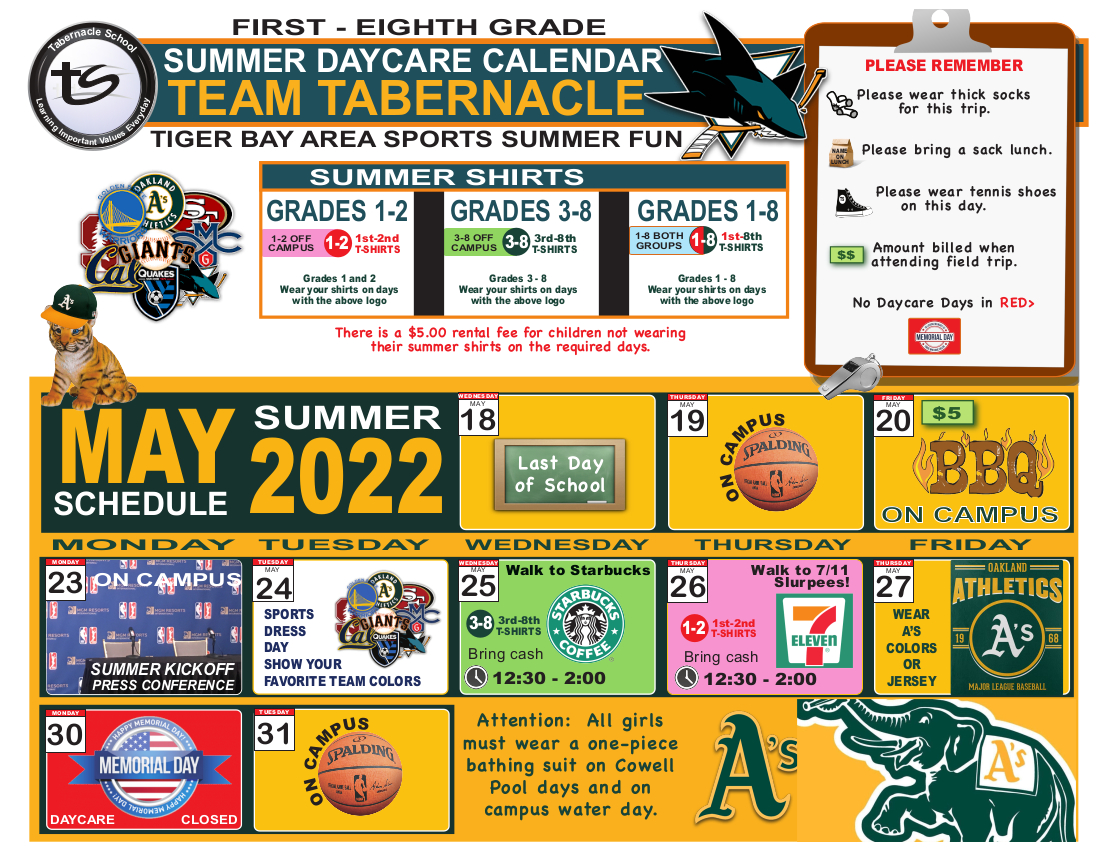 FIRST - EIGHTH GRADE
SUMMER DAYCARE CALENDAR
TEAM TABERNACLE
TIGER BAY AREA SPORTS SUMMER FUN
Tabernacle School
ts
Learning Important Values Everyday
PLEASE REMEMBER
Please wear thick socks
for this trip.
NAME
ON
LUNCH
Please bring a sack lunch.
Please wear tennis shoes
on this day.
$$
Amount billed when
attending field trip.
No Daycare Days in RED>
MEMORIAL DAY
SUMMER SHIRTS
GRADES 1-2
1-2 OFF
CAMPUS
1-2
1st-2nd
T-SHIRTS
Grades 1 and 2
Wear your shirts on days
with the above logo
GRADES 3-8
3-8 OFF
CAMPUS
3-8
3rd-8th
T-SHIRTS
Grades 3 - 8
Wear your shirts on days
with the above logo
GRADES 1-8
1-8 BOTH
GROUPS
1-8
1st-8th
T-SHIRTS
Grades 1 - 8
Wear your shirts on days
with the above logo
There is a $5.00 rental fee for children not wearing
their summer shirts on the required days.
OAKLAND
A's
ATHLETICS
GIANTS
Cal
QUAKES
MAY
SCHEDULE
SUMMER
2022
WEDNESDAY
MAY
18
Last Day
of School
THURSDAY
MAY
19
ON CAMPUS
SPALDING
FRIDAY
MAY
20
$5
BBQ
ON CAMPUS
MONDAY TUESDAY WEDNESDAY THURSDAY FRIDAY
MONDAY
MAY
23
ON CAMPUS
SUMMER KICKOFF
PRESS CONFERENCE
TUESDAY
MAY
24
SPORTS
DRESS
DAY
SHOW YOUR
FAVORITE TEAM COLORS
GIANTS
Cal
QUAKES
WEDNESDAY
MAY
25
Walk to Starbucks
3-8
3rd-8th
T-SHIRTS
Bring cash
12:30 - 2:00
STARBUCKS
COFFEE
THURSDAY
MAY
26
Walk to 7/11
Slurpees!
1-2
1st-2nd
T-SHIRTS
Bring cash
12:30 - 2:00
7
ELEVEN
THURSDAY
MAY
27
WEAR
A'S
COLORS
OR
JERSEY
OAKLAND
ATHLETICS
19 A's 68
MAJOR LEAGUE BASEBALL
MONDAY
MAY
30
HAPPY MEMORIAL DAY!
MEMORIAL DAY
HAPPY MEMORIAL DAY!
DAYCARE CLOSED
TUESDAY
MAY
31
ON CAMPUS
SPALDING
Attention: All girls
must wear a one-piece
bathing suit on Cowell
Pool days and on
campus water day.
A's
A's